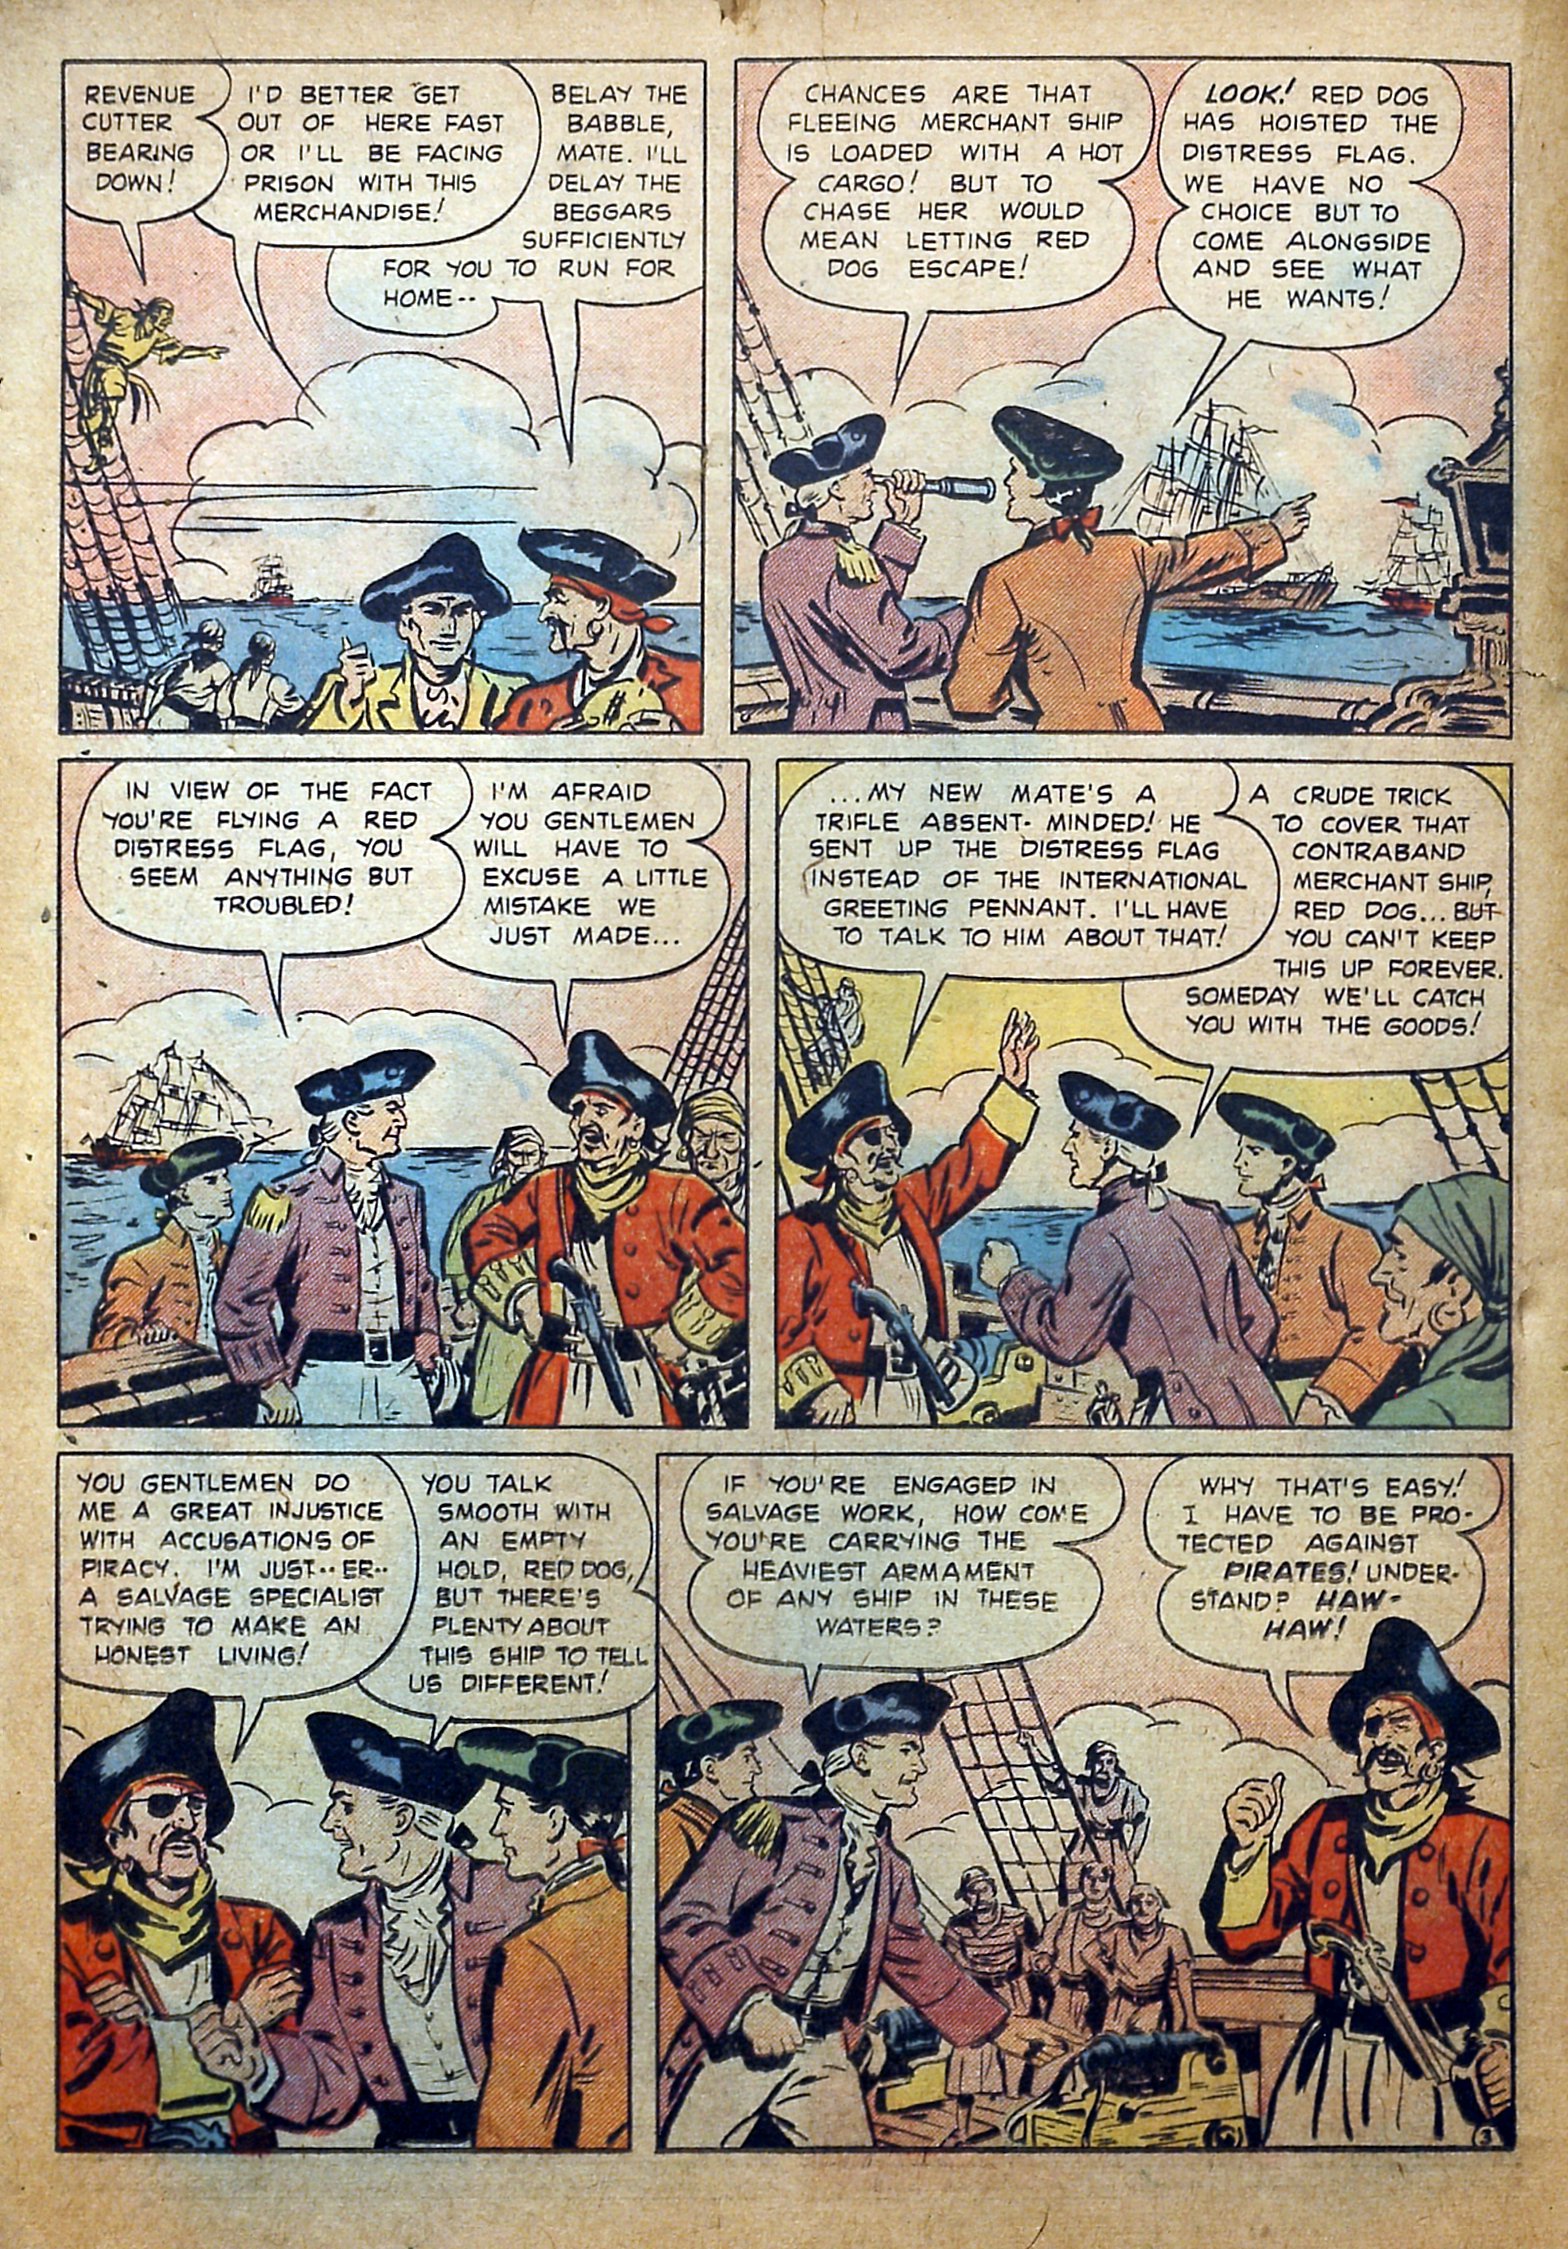 REVENUE
CUTTER
BEARING
DOWN!
I'D BETTER GET
OUT OF HERE FAST
OR I'LL BE FACING
PRISON WITH THIS
MERCHANDISE!
BELAY THE
BABBLE,
MATE. I'LL
DELAY THE
BEGGARS
SUFFICIENTLY
FOR YOU TO RUN FOR
HOME--
CHANCES ARE THAT
FLEEING MERCHANT SHIP
IS LOADED WITH A HOT
CARGO! BUT TO
CHASE HER WOULD
MEAN LETTING RED
DOG ESCAPE!
LOOK! RED DOG
HAS HOISTED THE
DISTRESS FLAG.
WE HAVE NO
CHOICE BUT TO
COME ALONGSIDE
AND SEE WHAT
HE WANTS!
IN VIEW OF THE FACT
YOU'RE FLYING A RED
DISTRESS FLAG, YOU
SEEM ANYTHING BUT
TROUBLED!
I'M AFRAID
YOU GENTLEMEN
WILL HAVE TO
EXCUSE A LITTLE
MISTAKE WE
JUST MADE...
...MY NEW MATE'S A
TRIFLE ABSENT- MINDED! HE
SENT UP THE DISTRESS FLAG
INSTEAD OF THE INTERNATIONAL
GREETING PENNANT. I'LL HAVE
TO TALK TO HIM ABOUT THAT!
A CRUDE TRICK
TO COVER THAT
CONTRABAND
MERCHANT SHIP,
RED DOG... BUT
YOU CAN'T KEEP
THIS UP FOREVER.
SOMEDAY WE'LL CATCH
YOU WITH THE GOODS!
YOU GENTLEMEN DO
ME A GREAT INJUSTICE
WITH ACCUSATIONS OF
PIRACY. I'M JUST-- ER--
A SALVAGE SPECIALIST
TRYING TO MAKE AN
HONEST LIVING!
YOU TALK
SMOOTH WITH
AN EMPTY
HOLD, RED DOG,
BUT THERE'S
PLENTY ABOUT
THIS SHIP TO TELL
US DIFFERENT!
IF YOU'RE ENGAGED IN
SALVAGE WORK, HOW COME
YOU'RE CARRYING THE
HEAVIEST ARMAMENT
OF ANY SHIP IN THESE
WATERS?
WHY THAT'S EASY!
I HAVE TO BE PRO-
TECTED AGAINST
PIRATES! UNDER-
STAND? HAW-
HAW!
3